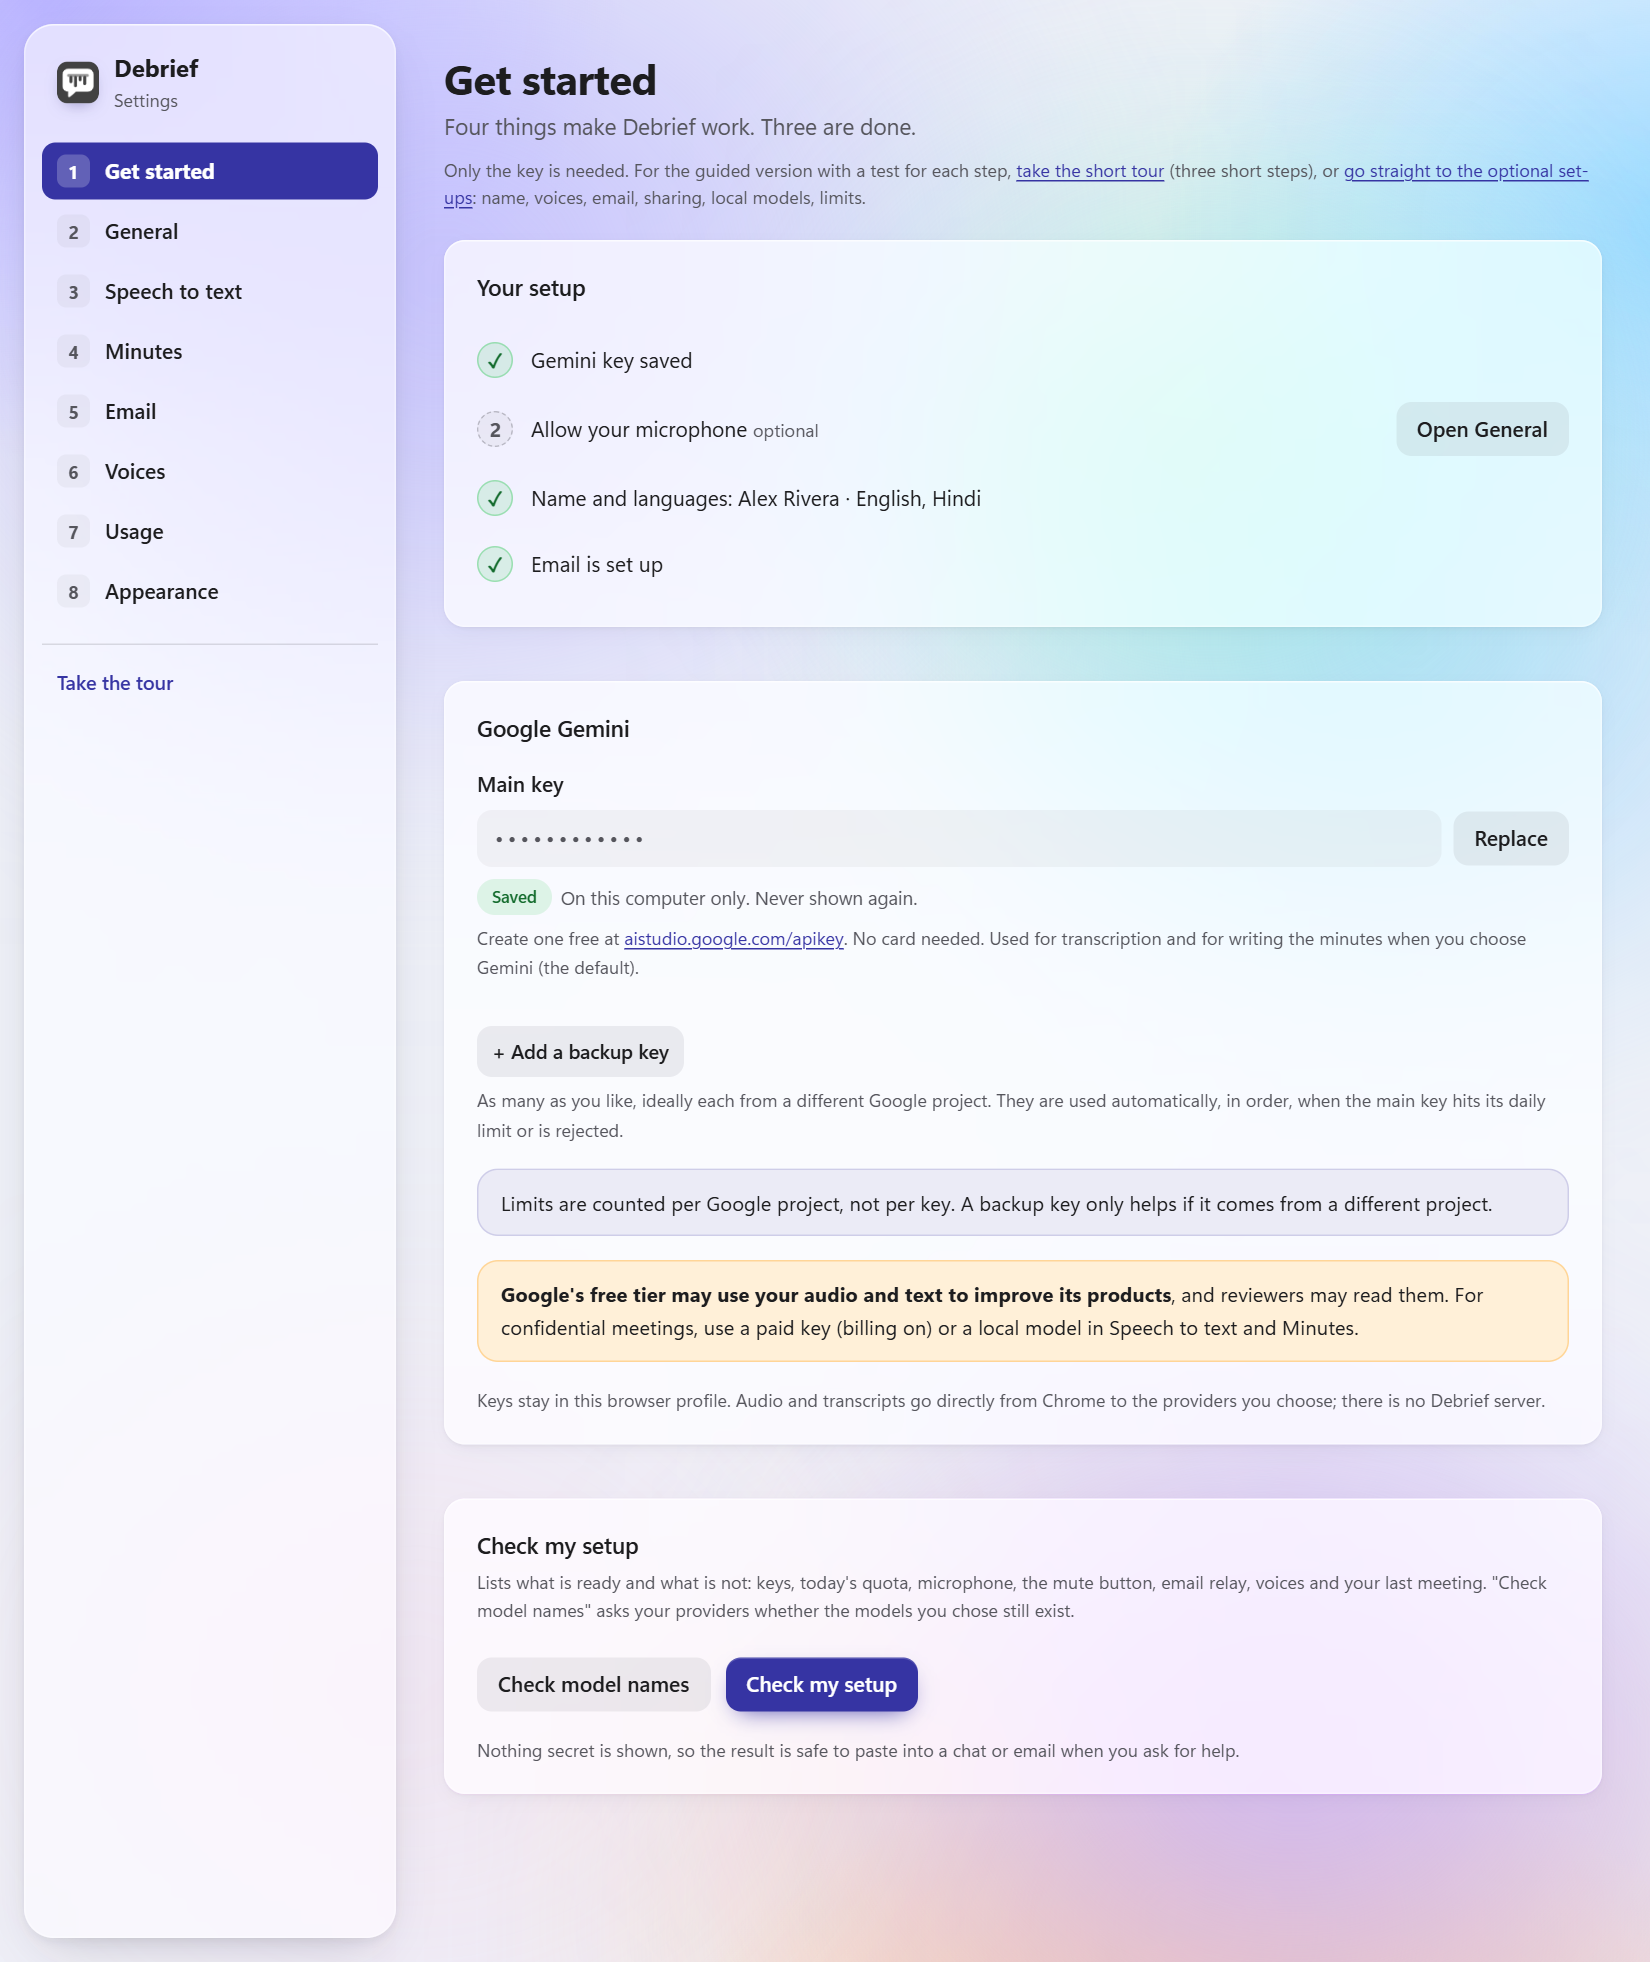 Debrief
Settings
1 Get started
2 General
3 Speech to text
4 Minutes
5 Email
6 Voices
7 Usage
8 Appearance
Take the tour
Get started
Four things make Debrief work. Three are done.
Only the key is needed. For the guided version with a test for each step, take the short tour (three short steps), or go straight to the optional set-
ups: name, voices, email, sharing, local models, limits.
Your setup
✓ Gemini key saved
2 Allow your microphone optional
Open General
✓ Name and languages: Alex Rivera · English, Hindi
✓ Email is set up
Google Gemini
Main key
••••••••••••
Replace
Saved On this computer only. Never shown again.
Create one free at aistudio.google.com/apikey. No card needed. Used for transcription and for writing the minutes when you choose
Gemini (the default).
+ Add a backup key
As many as you like, ideally each from a different Google project. They are used automatically, in order, when the main key hits its daily
limit or is rejected.
Limits are counted per Google project, not per key. A backup key only helps if it comes from a different project.
Google's free tier may use your audio and text to improve its products, and reviewers may read them. For
confidential meetings, use a paid key (billing on) or a local model in Speech to text and Minutes.
Keys stay in this browser profile. Audio and transcripts go directly from Chrome to the providers you choose; there is no Debrief server.
Check my setup
Lists what is ready and what is not: keys, today's quota, microphone, the mute button, email relay, voices and your last meeting. "Check
model names" asks your providers whether the models you chose still exist.
Check model names
Check my setup
Nothing secret is shown, so the result is safe to paste into a chat or email when you ask for help.